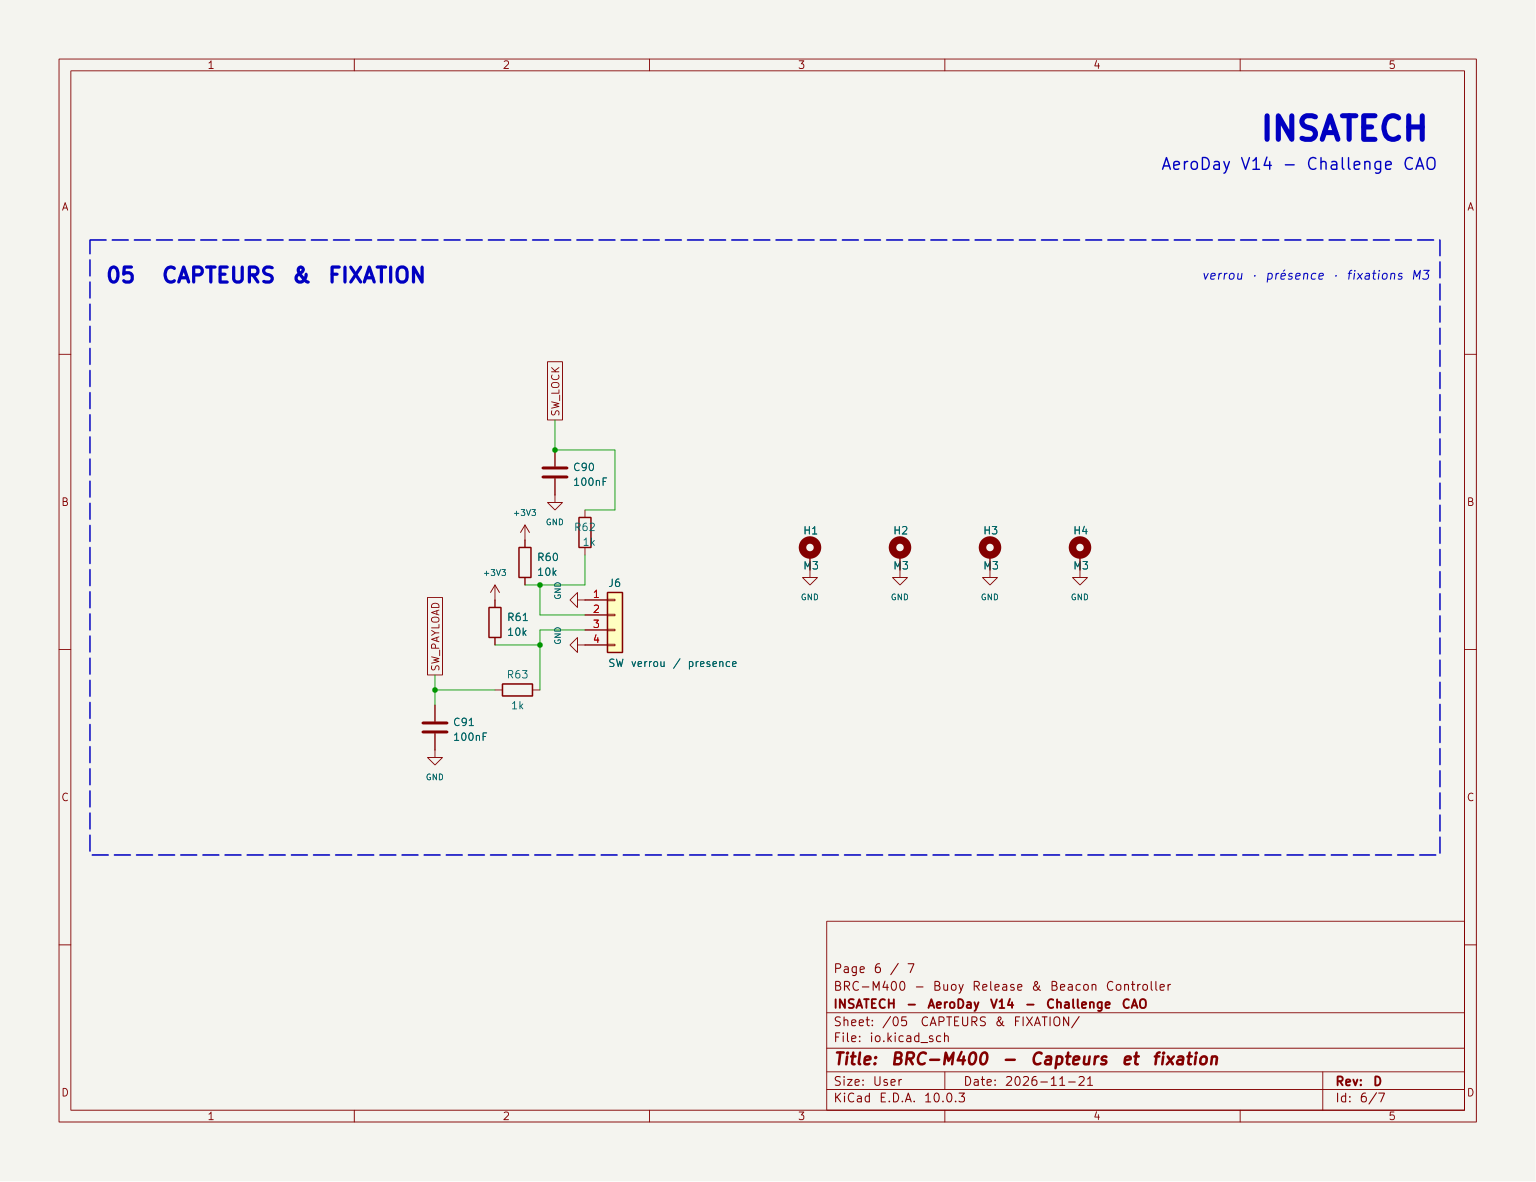 1 2 3 4 5
INSATECH
AeroDay V14 – Challenge CAO
A A
05 CAPTEURS & FIXATION
verrou · présence · fixations M3
SW_LOCK
C90
100nF
GND
B B
+3V3
R62
1k
R60
10k
+3V3
R61
10k
GND
GND
J6
1
2
3
4
SW verrou / presence
SW_PAYLOAD
R63
1k
C91
100nF
GND
H1 H2 H3 H4
M3 M3 M3 M3
GND GND GND GND
C C
Page 6 / 7
BRC–M400 – Buoy Release & Beacon Controller
INSATECH – AeroDay V14 – Challenge CAO
Sheet: /05 CAPTEURS & FIXATION/
File: io.kicad_sch
Title: BRC–M400 – Capteurs et fixation
Size: User Date: 2026-11-21 Rev: D
KiCad E.D.A. 10.0.3 Id: 6/7
D D
1 2 3 4 5